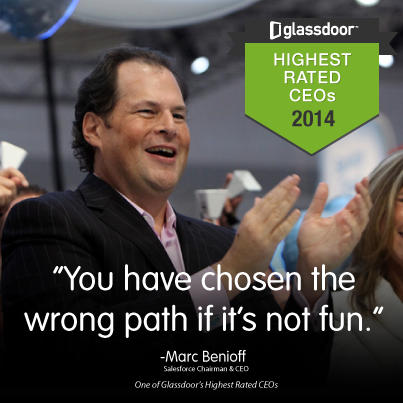 glassdoor™
HIGHEST
RATED
CEOs
2014
"You have chosen the
wrong path if it's not fun."
-Marc Benioff
Salesforce Chairman & CEO
One of Glassdoor's Highest Rated CEOs